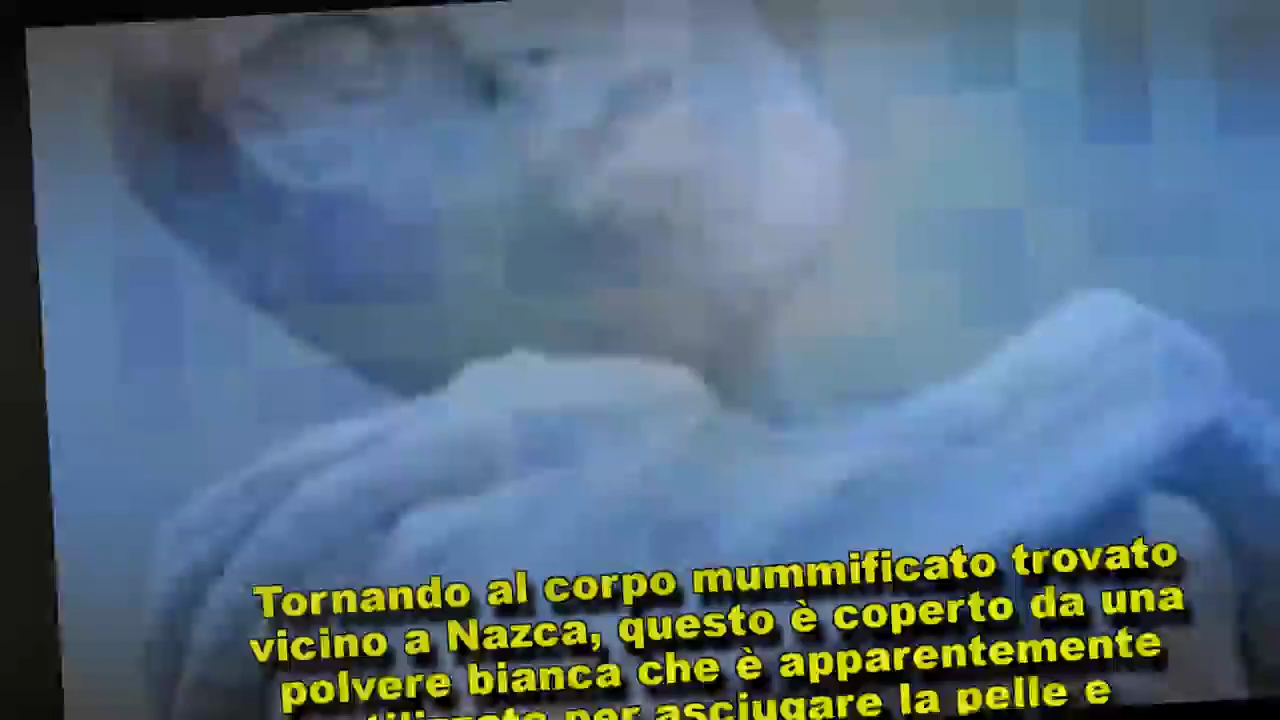 Tornando al corpo mummificato trovato
vicino a Nazca, questo è coperto da una
polvere bianca che è apparentemente
utilizzata per asciugare la pelle e